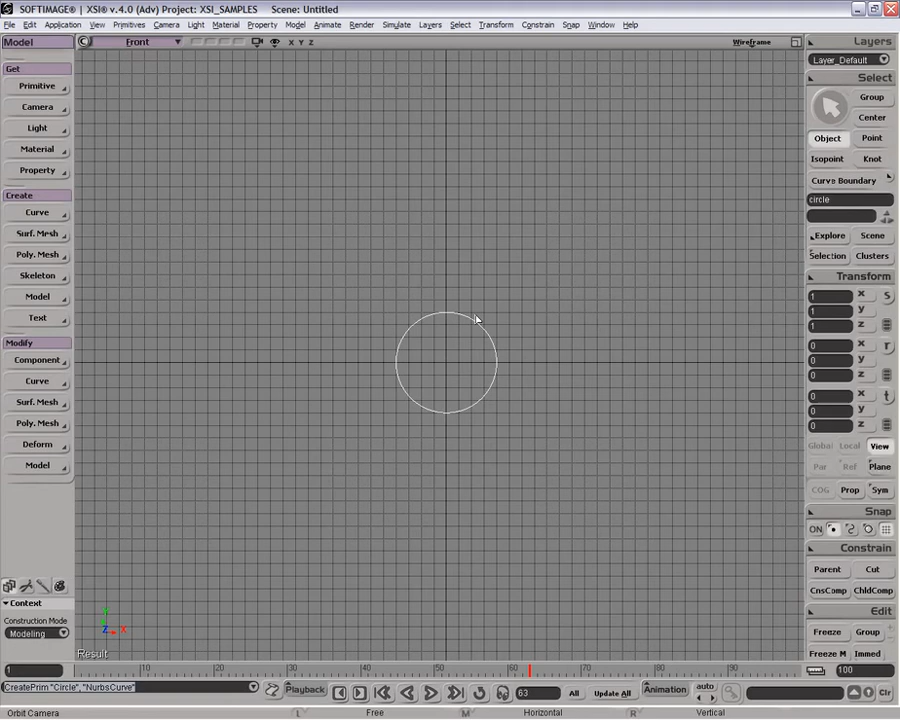 SOFTIMAGE® | XSI® v.4.0 (Adv) Project: XSI_SAMPLES Scene: Untitled
File Edit View Application Primitives Camera Light Material Property Model Animate Render Simulate Layers Select Transform Constrain Snap Window Help
Model
Front
X Y Z
Wireframe
Layers
Layer_Default
Get
Primitive
Camera
Light
Material
Property
Create
Curve
Surf. Mesh
Poly. Mesh
Skeleton
Model
Text
Modify
Component
Curve
Surf. Mesh
Poly. Mesh
Deform
Model
Context
Construction Mode
Modeling
Select
Group
Center
Object Point
Isopoint Knot
Curve Boundary
circle
Explore Scene
Selection Clusters
Transform
1 x s
1 y
1 z
0 x r
0 y
0 z
0 x t
0 y
0 z
Global Local View
Par Ref Plane
COG Prop Sym
Snap
ON
Constrain
Parent Cut
CnsComp ChldComp
Edit
Freeze Group
Freeze M Immed
Z X
Result
1 10 20 30 40 50 60 70 80 90 100
CreatePrim "Circle", "NurbsCurve"
Playback
63 All Update All
Animation
auto
Clr
Orbit Camera L Free M Horizontal R Vertical